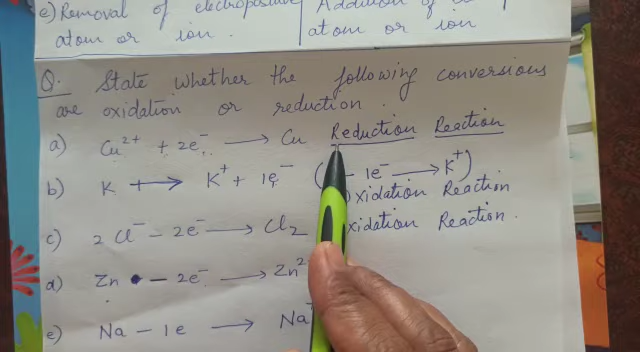 e) Removal of electropositive
atom or ion.
Addition of
atom or ion
Q. State whether the following conversions
are oxidation or reduction.
a) Cu²⁺ + 2e⁻ → Cu Reduction Reaction
b) K → K⁺ + 1e⁻ ( - 1e⁻ → K⁺)
xidation Reaction
c) 2Cl⁻ - 2e⁻ → Cl₂ xidation Reaction.
d) Zn - 2e⁻ → Zn²
e) Na - 1e → Na